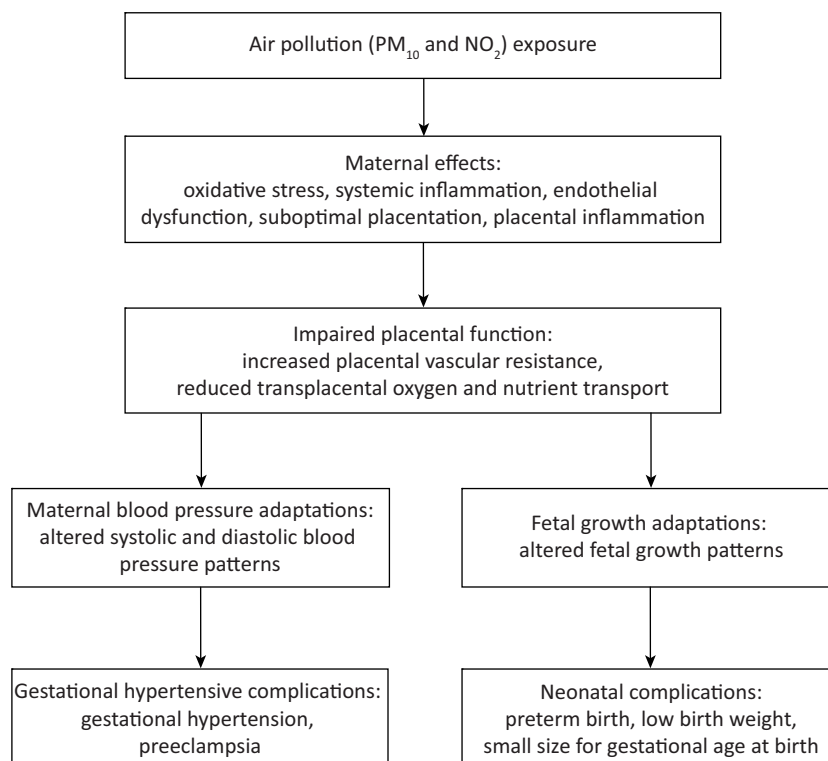 Air pollution (PM₁₀ and NO₂) exposure
Maternal effects:
oxidative stress, systemic inflammation, endothelial
dysfunction, suboptimal placentation, placental inflammation
Impaired placental function:
increased placental vascular resistance,
reduced transplacental oxygen and nutrient transport
Maternal blood pressure adaptations:
altered systolic and diastolic blood
pressure patterns
Fetal growth adaptations:
altered fetal growth patterns
Gestational hypertensive complications:
gestational hypertension,
preeclampsia
Neonatal complications:
preterm birth, low birth weight,
small size for gestational age at birth